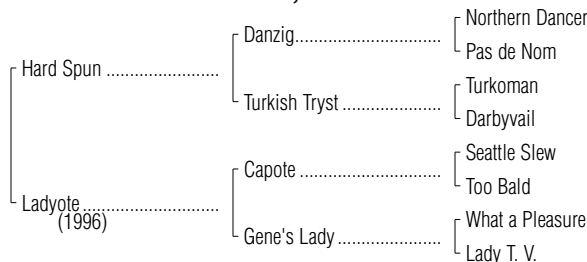 Northern Dancer
Danzig
Pas de Nom
Hard Spun
Turkoman
Turkish Tryst
Darbyvail
Seattle Slew
Capote
Too Bald
Ladyote
(1996)
What a Pleasure
Gene's Lady
Lady T. V.